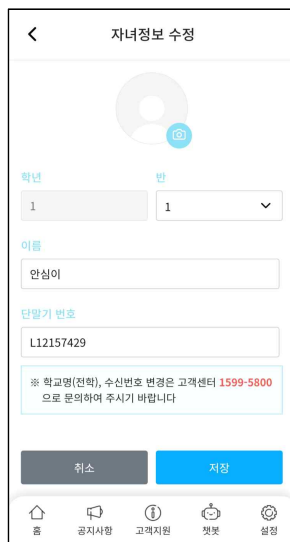 자녀정보 수정
학년 반
1 1
이름
안심이
단말기 번호
L12157429
※ 학교명(전학), 수신번호 변경은 고객센터 1599-5800
으로 문의하여 주시기 바랍니다
취소 저장
홈 공지사항 고객지원 챗봇 설정